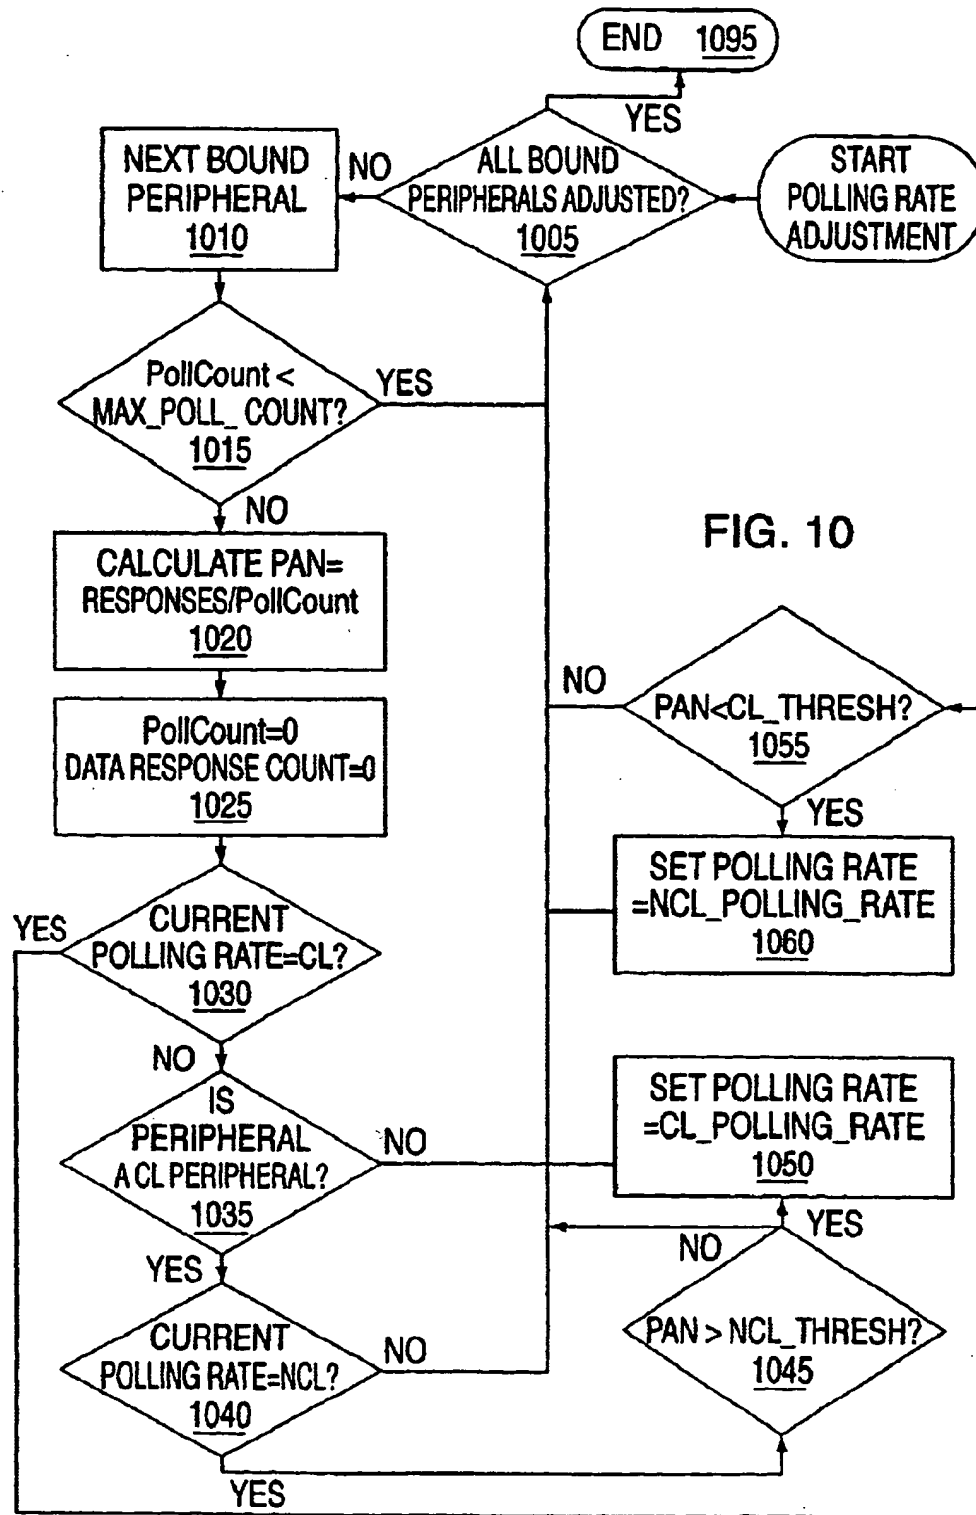 END 1095
YES
START
POLLING RATE
ADJUSTMENT
ALL BOUND
PERIPHERALS ADJUSTED?
1005
NO
NEXT BOUND
PERIPHERAL
1010
PollCount <
MAX_POLL_ COUNT?
1015
YES
NO
CALCULATE PAN=
RESPONSES/PollCount
1020
PollCount=0
DATA RESPONSE COUNT=0
1025
CURRENT
POLLING RATE=CL?
1030
YES
NO
IS
PERIPHERAL
A CL PERIPHERAL?
1035
NO
YES
CURRENT
POLLING RATE=NCL?
1040
NO
YES
FIG. 10
PAN<CL_THRESH?
1055
NO
YES
SET POLLING RATE
=NCL_POLLING_RATE
1060
SET POLLING RATE
=CL_POLLING_RATE
1050
YES
NO
PAN > NCL_THRESH?
1045